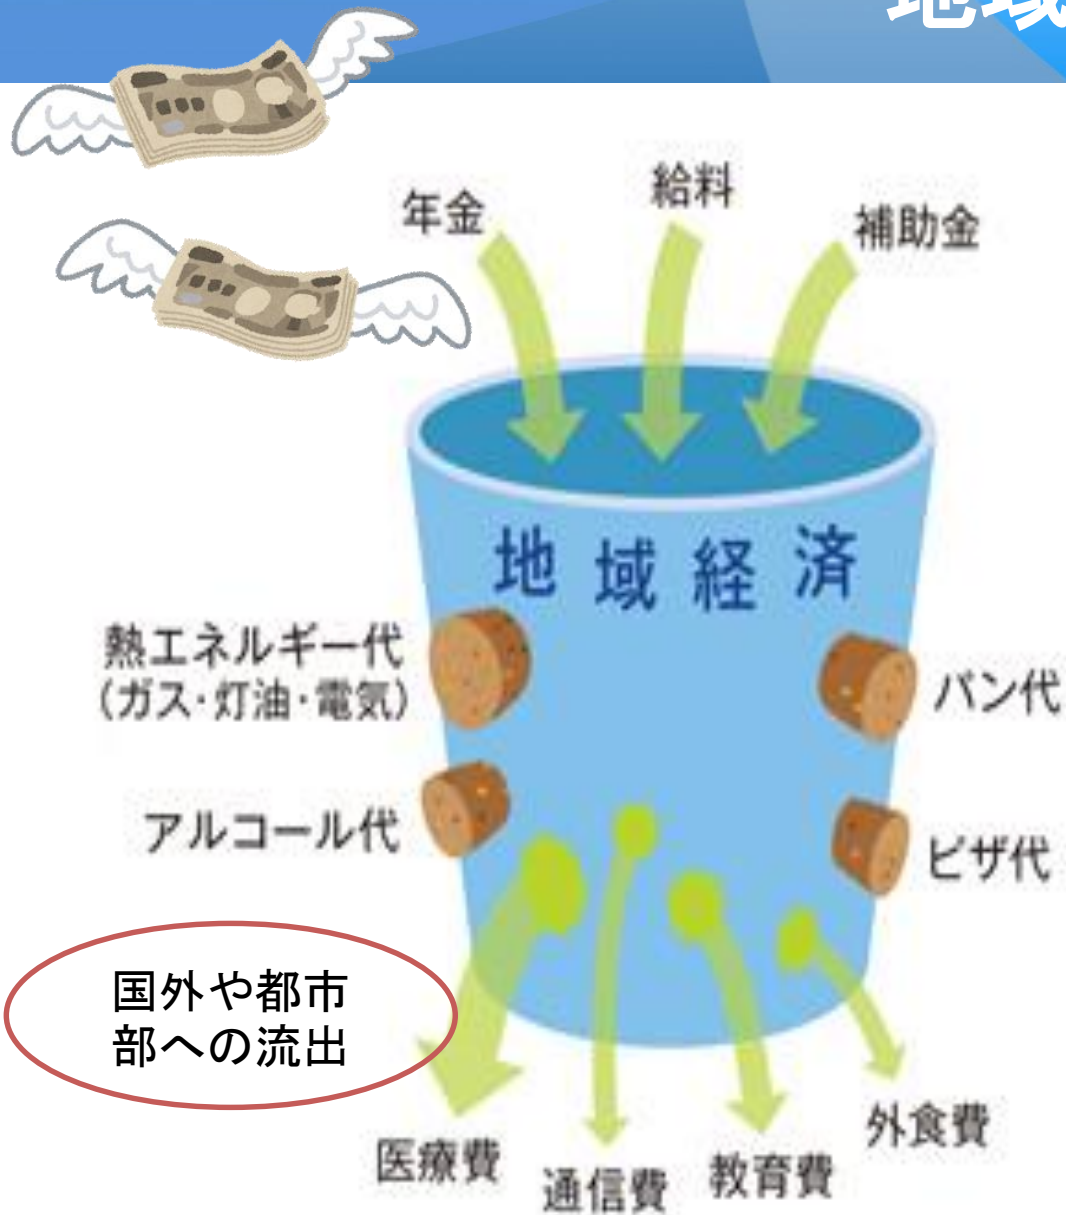 地域
年金
給料
補助金
地域経済
熱エネルギー代
(ガス・灯油・電気)
パン代
アルコール代
ピザ代
国外や都市
部への流出
医療費
通信費
教育費
外食費